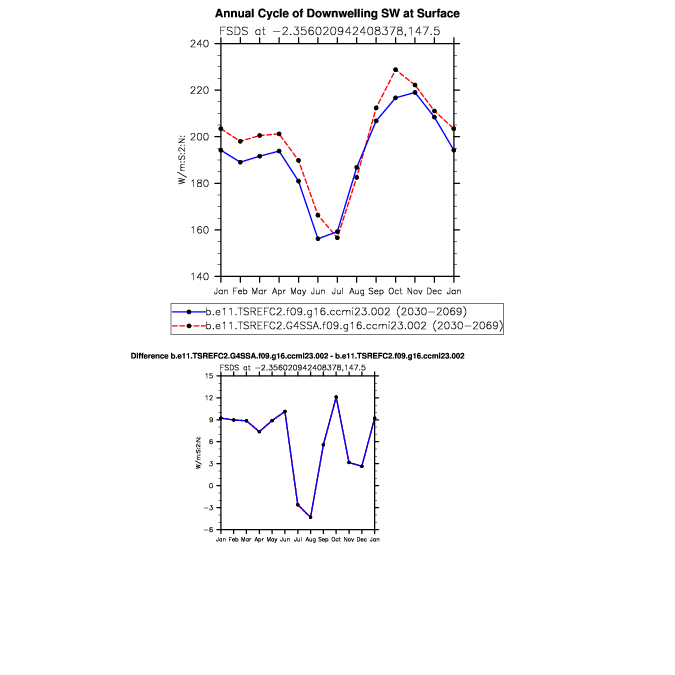 Annual Cycle of Downwelling SW at Surface
FSDS at −2.356020942408378,147.5
240
220
200
180
160
140
W/m:S:2:N:
Jan Feb Mar Apr May Jun Jul Aug Sep Oct Nov Dec Jan
b.e11.TSREFC2.f09.g16.ccmi23.002 (2030−2069)
b.e11.TSREFC2.G4SSA.f09.g16.ccmi23.002 (2030−2069)
Difference b.e11.TSREFC2.G4SSA.f09.g16.ccmi23.002 - b.e11.TSREFC2.f09.g16.ccmi23.002
FSDS at −2.356020942408378,147.5
15
12
9
6
3
0
−3
−6
W/m:S:2:N:
Jan Feb Mar Apr May Jun Jul Aug Sep Oct Nov Dec Jan